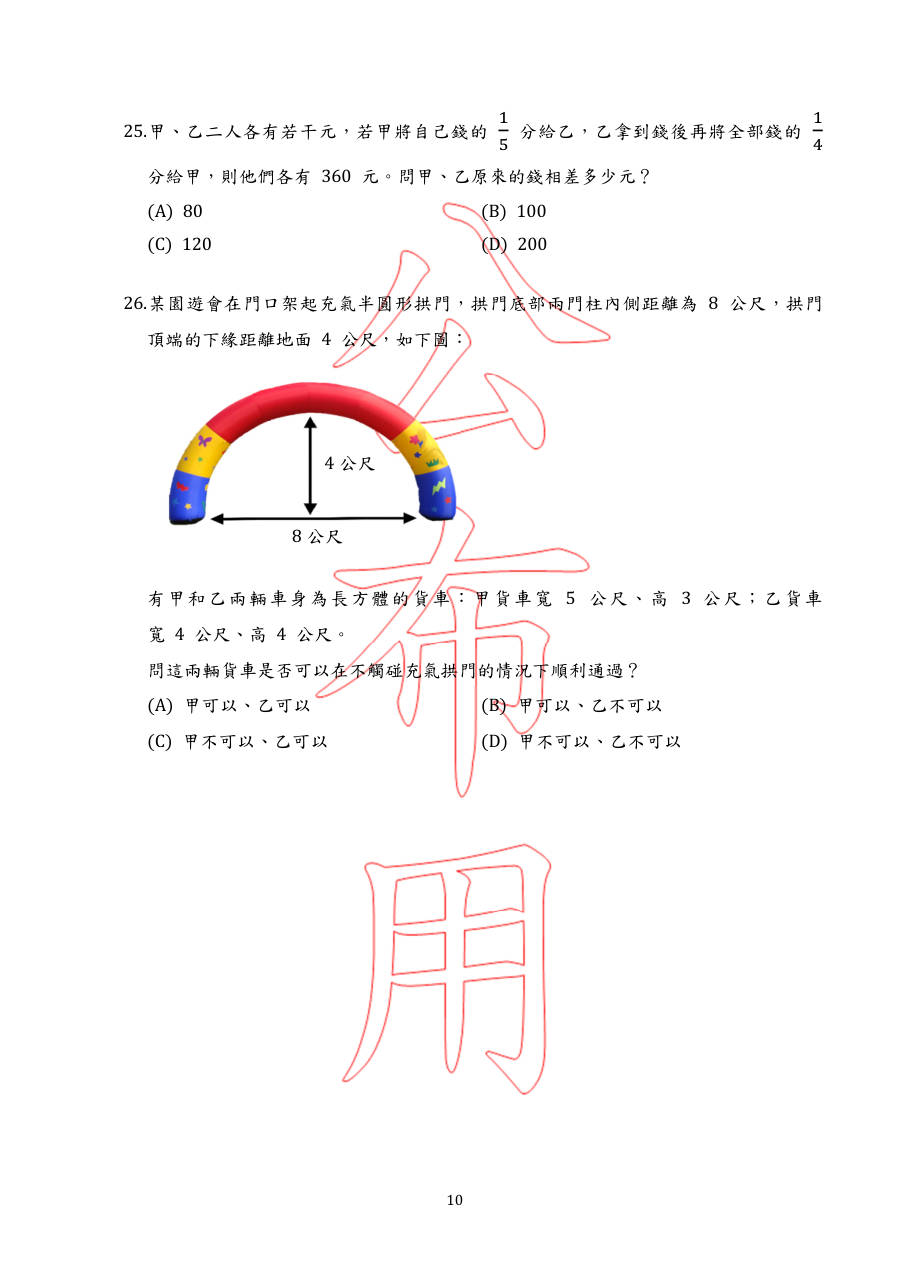 25.甲、乙二人各有若干元，若甲將自己錢的 1/5 分給乙，乙拿到錢後再將全部錢的 1/4
分給甲，則他們各有 360 元。問甲、乙原來的錢相差多少元？
(A) 80 (B) 100
(C) 120 (D) 200
26.某園遊會在門口架起充氣半圓形拱門，拱門底部兩門柱內側距離為 8 公尺，拱門
頂端的下緣距離地面 4 公尺，如下圖：
4 公尺
8 公尺
有甲和乙兩輛車身為長方體的貨車：甲貨車寬 5 公尺、高 3 公尺；乙貨車
寬 4 公尺、高 4 公尺。
問這兩輛貨車是否可以在不觸碰充氣拱門的情況下順利通過？
(A) 甲可以、乙可以 (B) 甲可以、乙不可以
(C) 甲不可以、乙可以 (D) 甲不可以、乙不可以
公布用
10